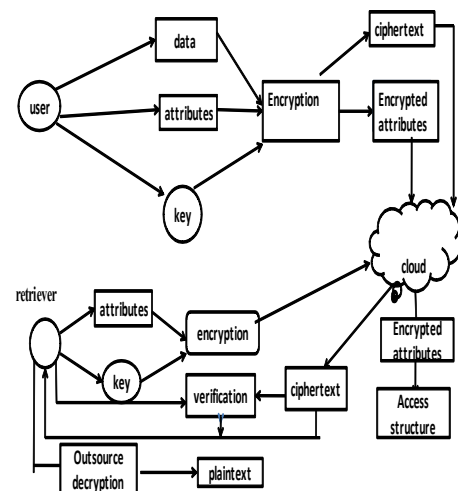 data
ciphertext
user
attributes
Encryption
Encrypted
attributes
key
cloud
retriever
attributes
encryption
Encrypted
attributes
key
verification
ciphertext
Access
structure
Outsource
decryption
plaintext